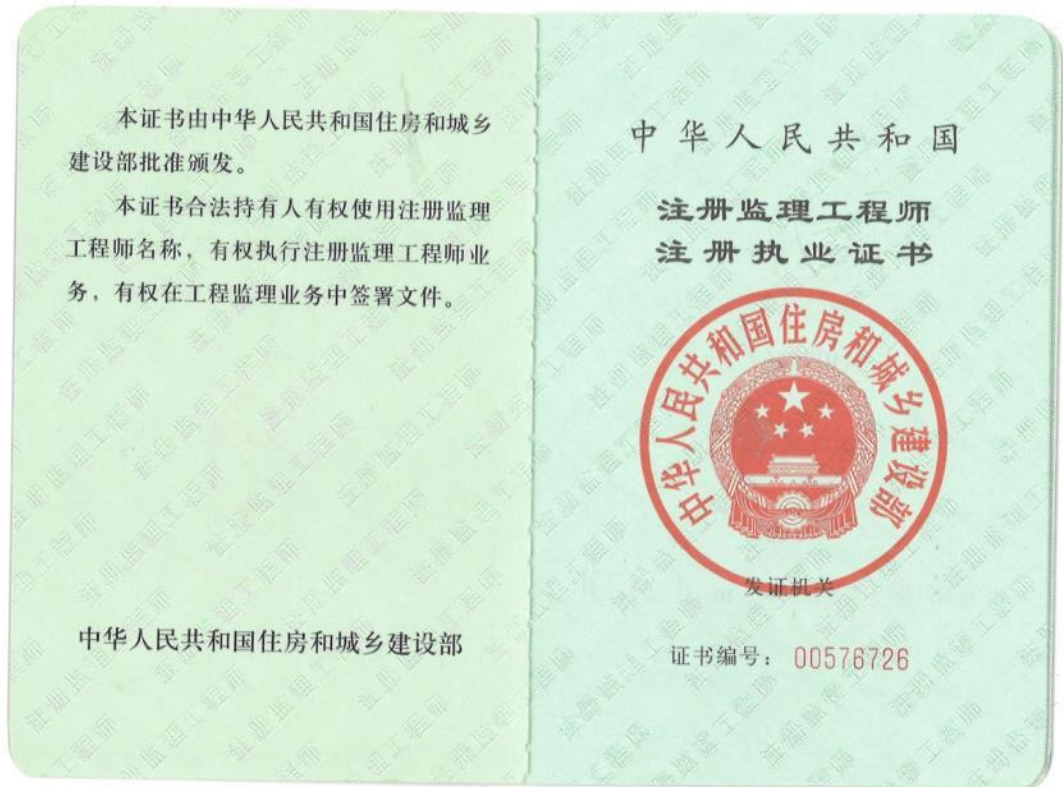 本证书由中华人民共和国住房和城乡
建设部批准颁发。
本证书合法持有人有权使用注册监理
工程师名称，有权执行注册监理工程师业
务，有权在工程监理业务中签署文件。
中华人民共和国住房和城乡建设部
中华人民共和国
注册监理工程师
注册执业证书
中华人民共和国住房和城乡建设部
发证机关
证书编号：00576726